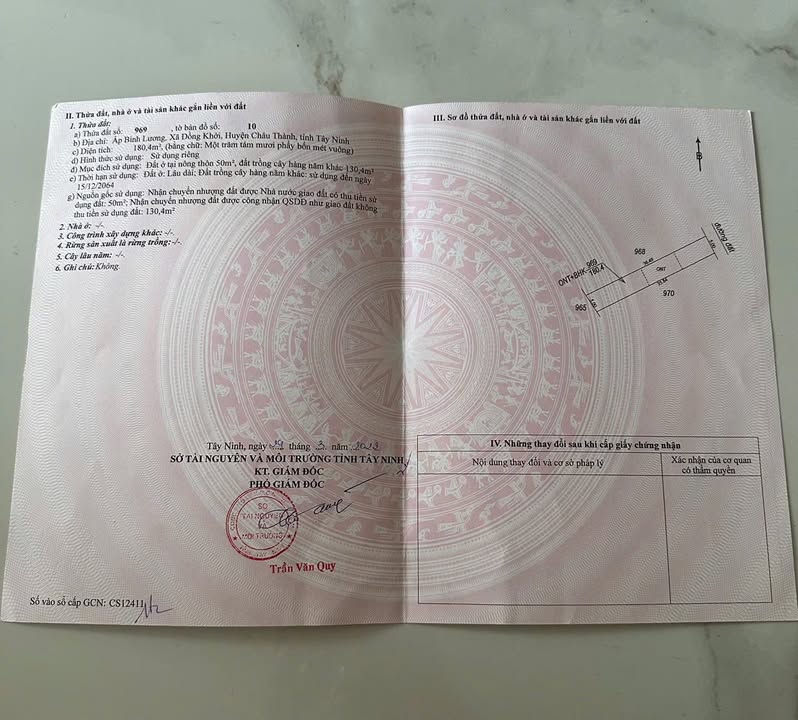 II. Thửa đất, nhà ở và tài sản khác gắn liền với đất
1. Thửa đất:
a) Thửa đất số: 969 , tờ bản đồ số: 10
b) Địa chỉ: Ấp Bình Lương, Xã Đồng Khởi, Huyện Châu Thành, tỉnh Tây Ninh
c) Diện tích: 180,4m², (bằng chữ: Một trăm tám mươi phẩy bốn mét vuông)
d) Hình thức sử dụng: Sử dụng riêng
đ) Mục đích sử dụng: Đất ở tại nông thôn 50m², đất trồng cây hàng năm khác 130,4m²
e) Thời hạn sử dụng: Đất ở: Lâu dài; Đất trồng cây hàng năm khác: sử dụng đến ngày
15/12/2064
g) Nguồn gốc sử dụng: Nhận chuyển nhượng đất được Nhà nước giao đất có thu tiền sử
dụng đất: 50m²; Nhận chuyển nhượng đất được công nhận QSDĐ như giao đất không
thu tiền sử dụng đất: 130,4m²
2. Nhà ở: -/-
3. Công trình xây dựng khác: -/-
4. Rừng sản xuất là rừng trồng: -/-
5. Cây lâu năm: -/-
6. Ghi chú: Không.
Tây Ninh, ngày tháng 3 năm
SỞ TÀI NGUYÊN VÀ MÔI TRƯỜNG TỈNH TÂY NINH
KT. GIÁM ĐỐC
PHÓ GIÁM ĐỐC
SỞ
TÀI NGUYÊN
VÀ
MÔI TRƯỜNG
Trần Văn Quy
Số vào sổ cấp GCN: CS12411
III. Sơ đồ thửa đất, nhà ở và tài sản khác gắn liền với đất
B
đường đất
968
5.00
ONT
ONT+BHK 969
180.4
965
970
IV. Những thay đổi sau khi cấp giấy chứng nhận
Nội dung thay đổi và cơ sở pháp lý
Xác nhận của cơ quan
có thẩm quyền